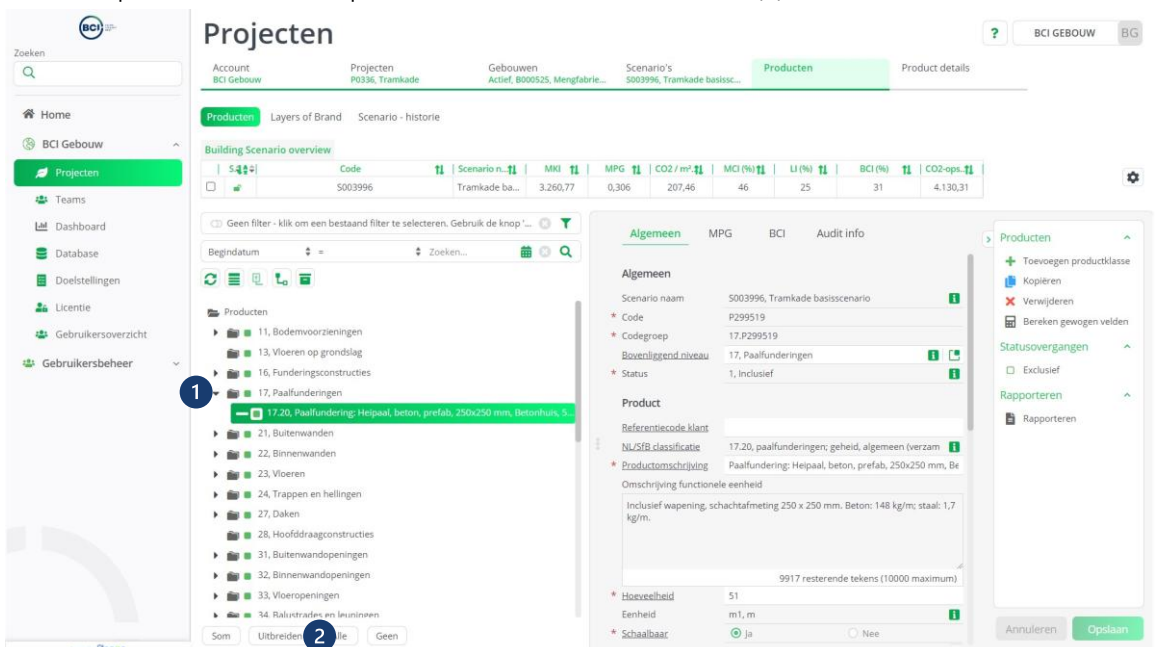 BCI
Projecten
?
BCI GEBOUW
BG
Zoeken
Account
BCI Gebouw
Projecten
P0336, Tramkade
Gebouwen
Actief, B000525, Mengfabrie...
Scenario's
S003996, Tramkade basissc...
Producten
Product details
Home
BCI Gebouw
Projecten
Teams
Dashboard
Database
Doelstellingen
Licentie
Gebruikersoverzicht
Gebruikersbeheer
Producten
Layers of Brand
Scenario - historie
Building Scenario overview
Code Scenario n... MKI MPG CO2 / m². MCI (%) LI (%) BCI (%) CO2-ops..
S003996 Tramkade ba... 3.260,77 0,306 207,46 46 25 31 4.130,31
Geen filter - klik om een bestaand filter te selecteren. Gebruik de knop '...
Begindatum = Zoeken...
Producten
11, Bodemvoorzieningen
13, Vloeren op grondslag
16, Funderingsconstructies
1
17, Paalfunderingen
17.20, Paalfundering: Heipaal, beton, prefab, 250x250 mm, Betonhuis, S...
21, Buitenwanden
22, Binnenwanden
23, Vloeren
24, Trappen en hellingen
27, Daken
28, Hoofddraagconstructies
31, Buitenwandopeningen
32, Binnenwandopeningen
33, Vloeropeningen
34, Balustrades en leuningen
Som
Uitbreiden
2
Geen
Algemeen
MPG
BCI
Audit info
Algemeen
Scenario naam S003996, Tramkade basisscenario
* Code P299519
* Codegroep 17.P299519
Bovenliggend niveau 17, Paalfunderingen
* Status 1, Inclusief
Product
Referentiecode klant
NL/SfB classificatie 17.20, paalfunderingen; geheid, algemeen (verzam
* Productomschrijving Paalfundering: Heipaal, beton, prefab, 250x250 mm, Be
Omschrijving functionele eenheid
Inclusief wapening, schachtafmeting 250 x 250 mm. Beton: 148 kg/m; staal: 1,7
kg/m.
9917 resterende tekens (10000 maximum)
* Hoeveelheid 51
Eenheid m1, m
* Schaalbaar Ja Nee
Producten
Toevoegen productklasse
Kopiëren
Verwijderen
Bereken gewogen velden
Statusovergangen
Exclusief
Rapporteren
Rapporteren
Annuleren
Opslaan